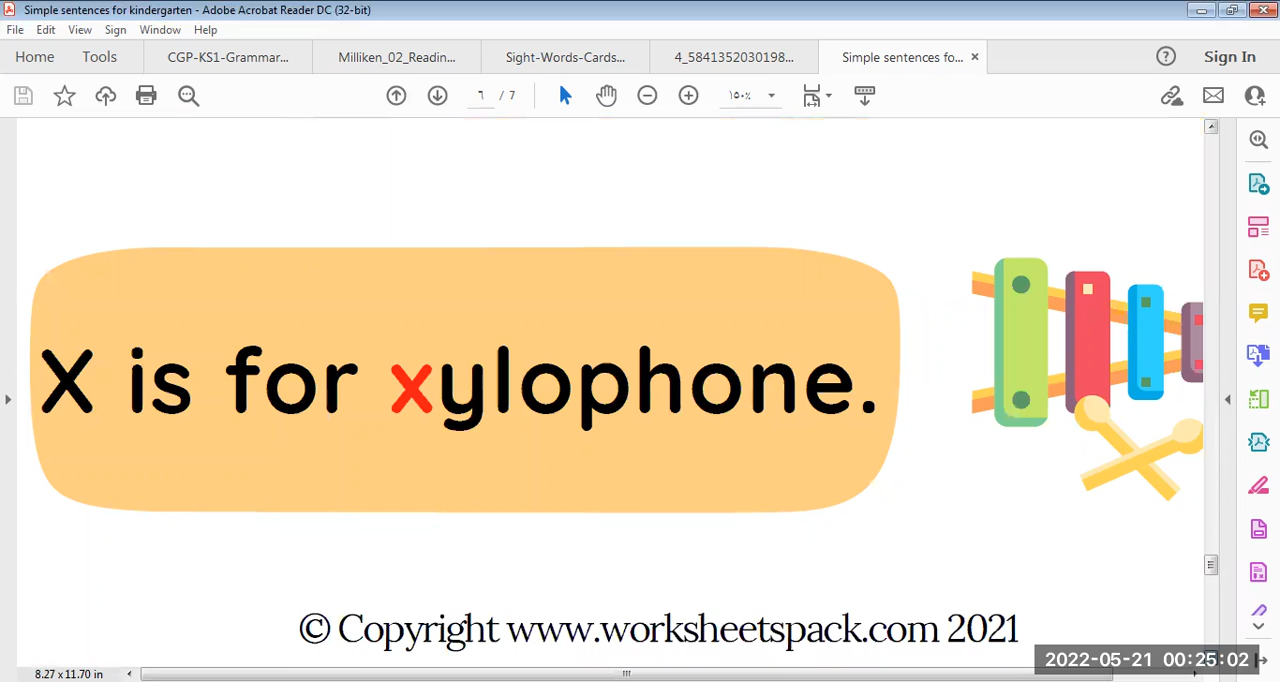 Simple sentences for kindergarten - Adobe Acrobat Reader DC (32-bit)
File Edit View Sign Window Help
Home Tools CGP-KS1-Grammar... Milliken_02_Readin... Sight-Words-Cards... 4_5841352030198... Simple sentences fo... × Sign In
٦ / 7 ١٥٠٪
X is for xylophone.
© Copyright www.worksheetspack.com 2021
2022-05-21 00:25:02
8.27 x 11.70 in